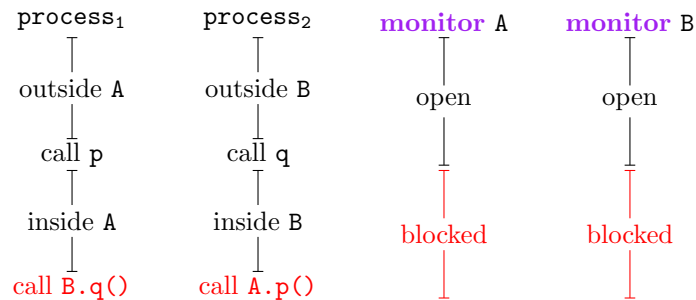 process₁ process₂ monitor A monitor B
outside A outside B open open
call p call q
inside A inside B blocked blocked
call B.q() call A.p()